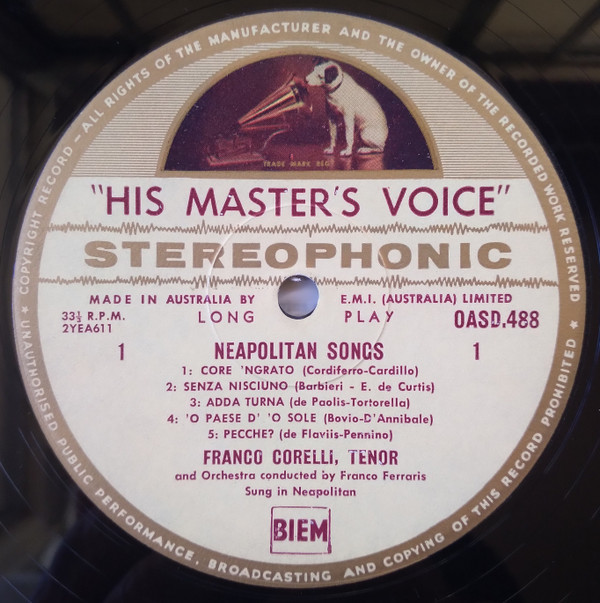 COPYRIGHT RECORD — ALL RIGHTS OF THE MANUFACTURER AND THE OWNER OF THE RECORDED WORK RESERVED
★ UNAUTHORISED PUBLIC PERFORMANCE, BROADCASTING AND COPYING OF THIS RECORD PROHIBITED ★
TRADE MARK REGD
"HIS MASTER'S VOICE"
STEREOPHONIC
MADE IN AUSTRALIA BY E.M.I. (AUSTRALIA) LIMITED
33⅓ R.P.M. LONG PLAY OASD.488
2YEA611
1 NEAPOLITAN SONGS 1
1: CORE 'NGRATO (Cordiferro-Cardillo)
2: SENZA NISCIUNO (Barbieri - E. de Curtis)
3: ADDA TURNA (de Paolis-Tortorella)
4: 'O PAESE D' 'O SOLE (Bovio-D'Annibale)
5: PECCHE? (de Flaviis-Pennino)
FRANCO CORELLI, TENOR
and Orchestra conducted by Franco Ferraris
Sung in Neapolitan
BIEM